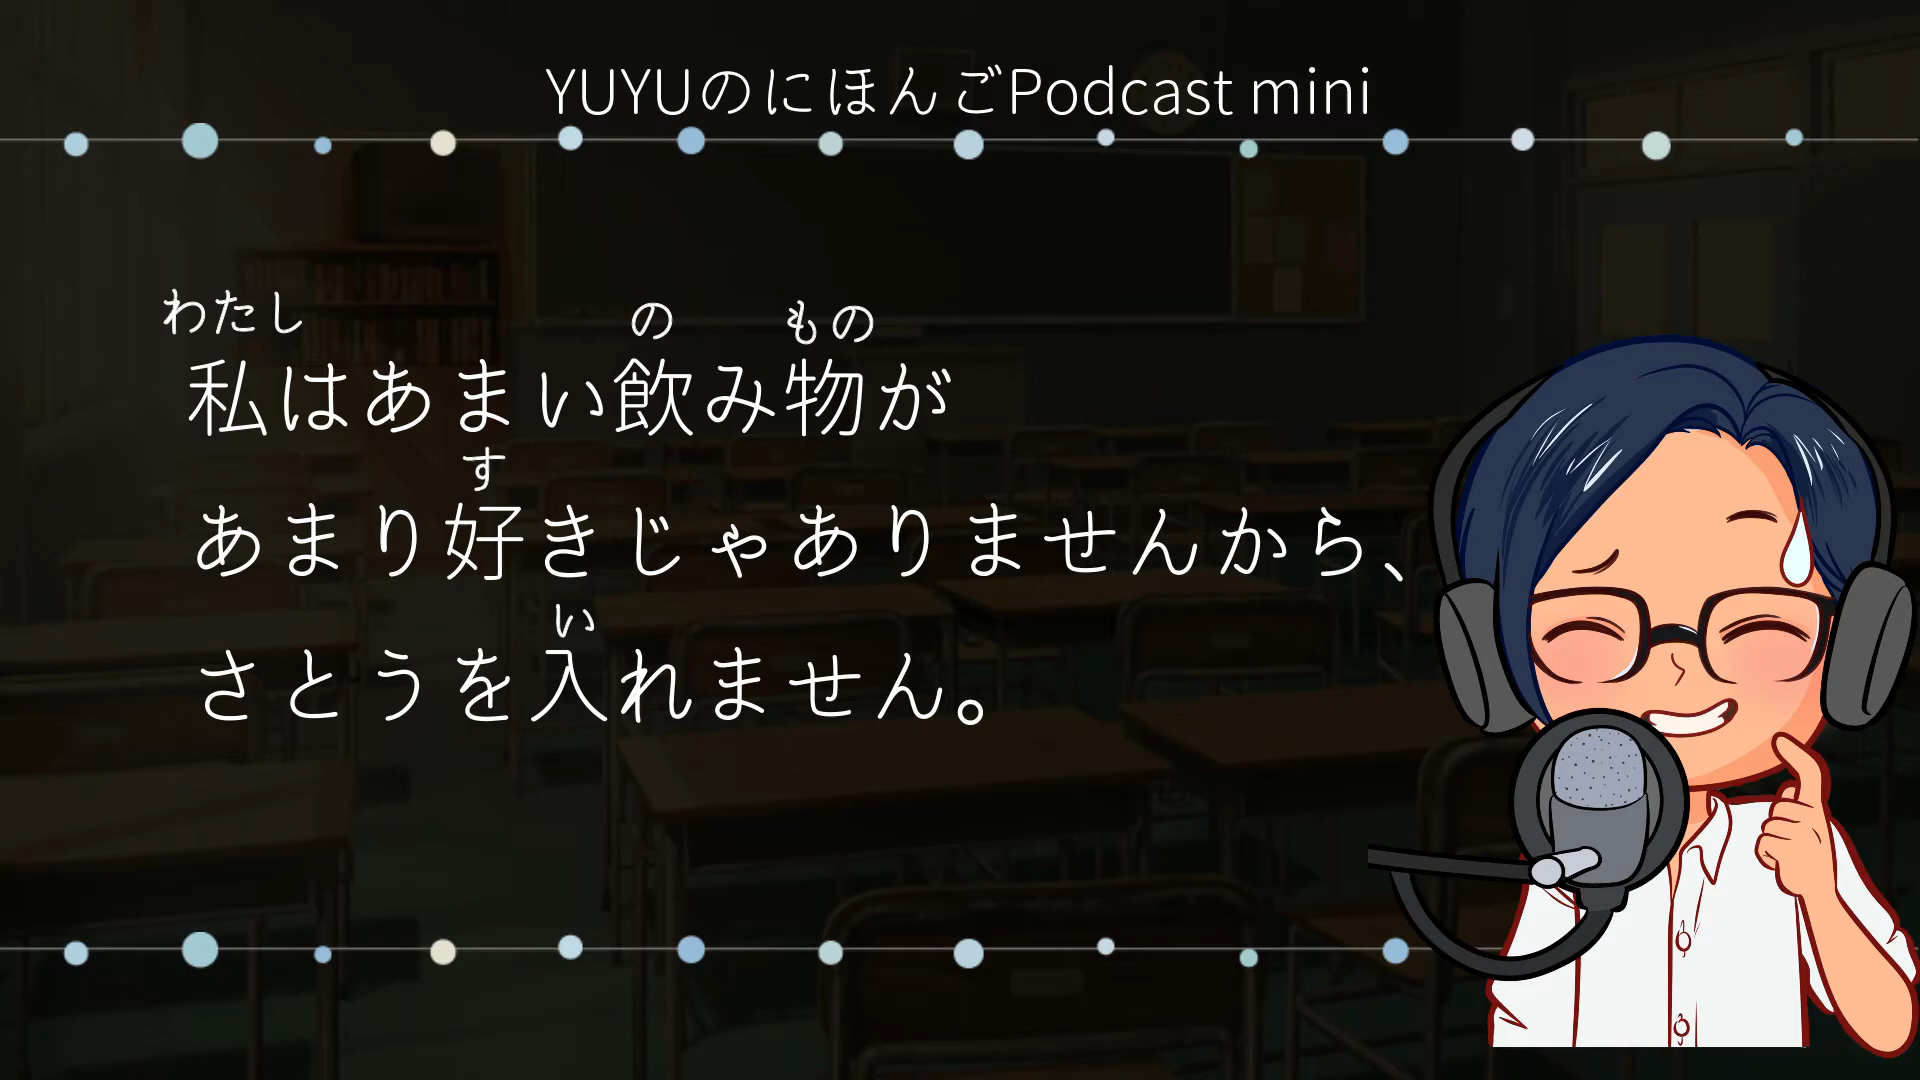 YUYUのにほんごPodcast mini
わたし の もの
私はあまい飲み物が
す
あまり好きじゃありませんから、
い
さとうを入れません。